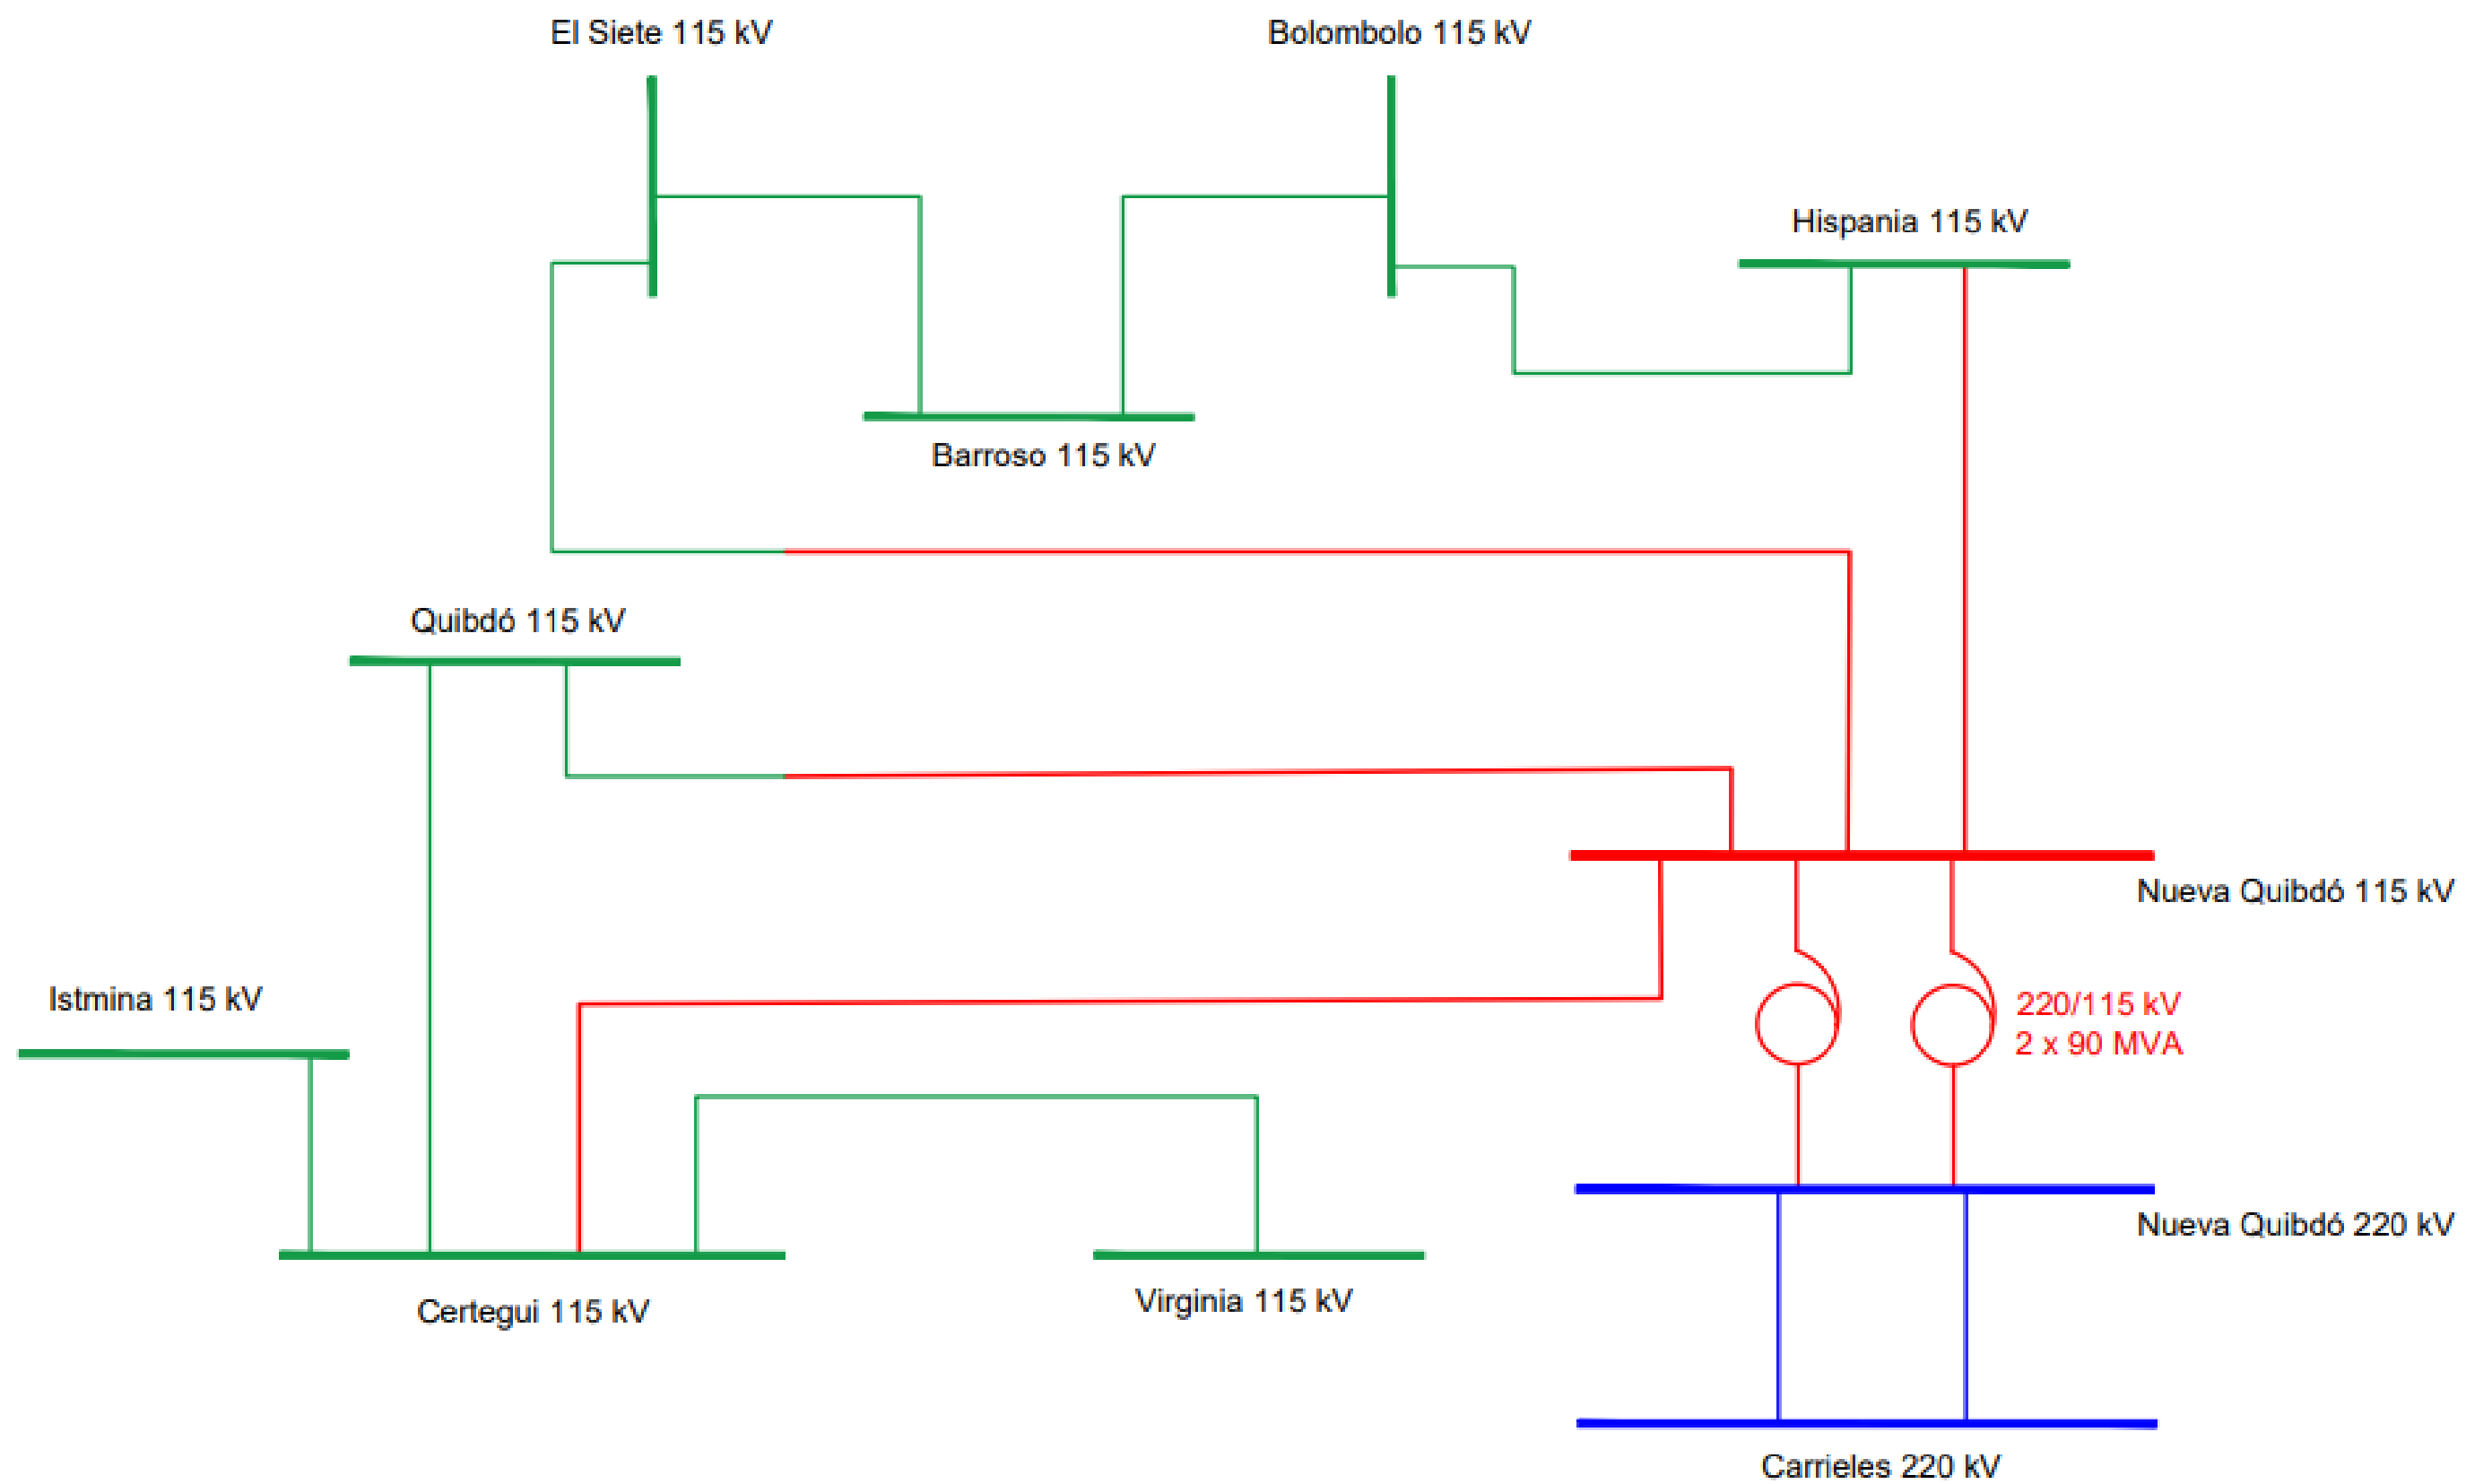 El Siete 115 kV
Bolombolo 115 kV
Hispania 115 kV
Barroso 115 kV
Quibdó 115 kV
Nueva Quibdó 115 kV
Istmina 115 kV
220/115 kV
2 x 90 MVA
Nueva Quibdó 220 kV
Certegui 115 kV
Virginia 115 kV
Carrieles 220 kV